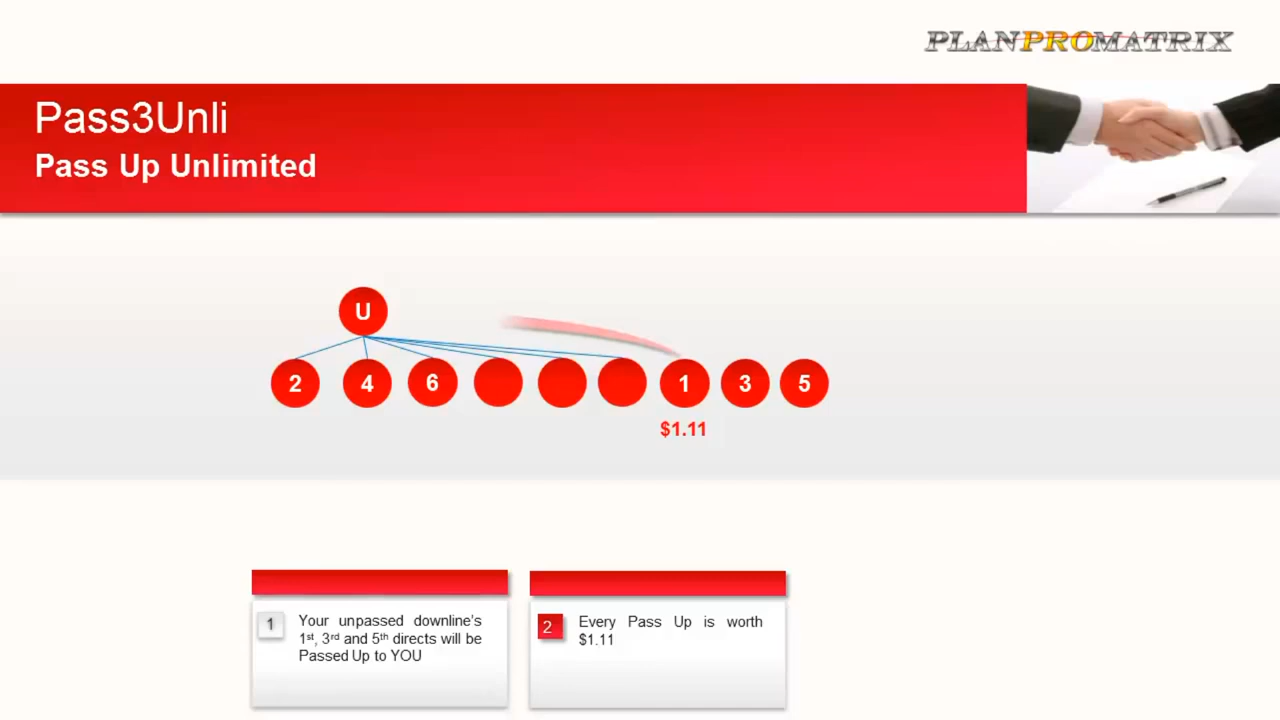 PLANPROMATRIX
Pass3Unli
Pass Up Unlimited
U
2 4 6 1 3 5
$1.11
1
Your unpassed downline's
1st, 3rd and 5th directs will be
Passed Up to YOU
2
Every Pass Up is worth
$1.11